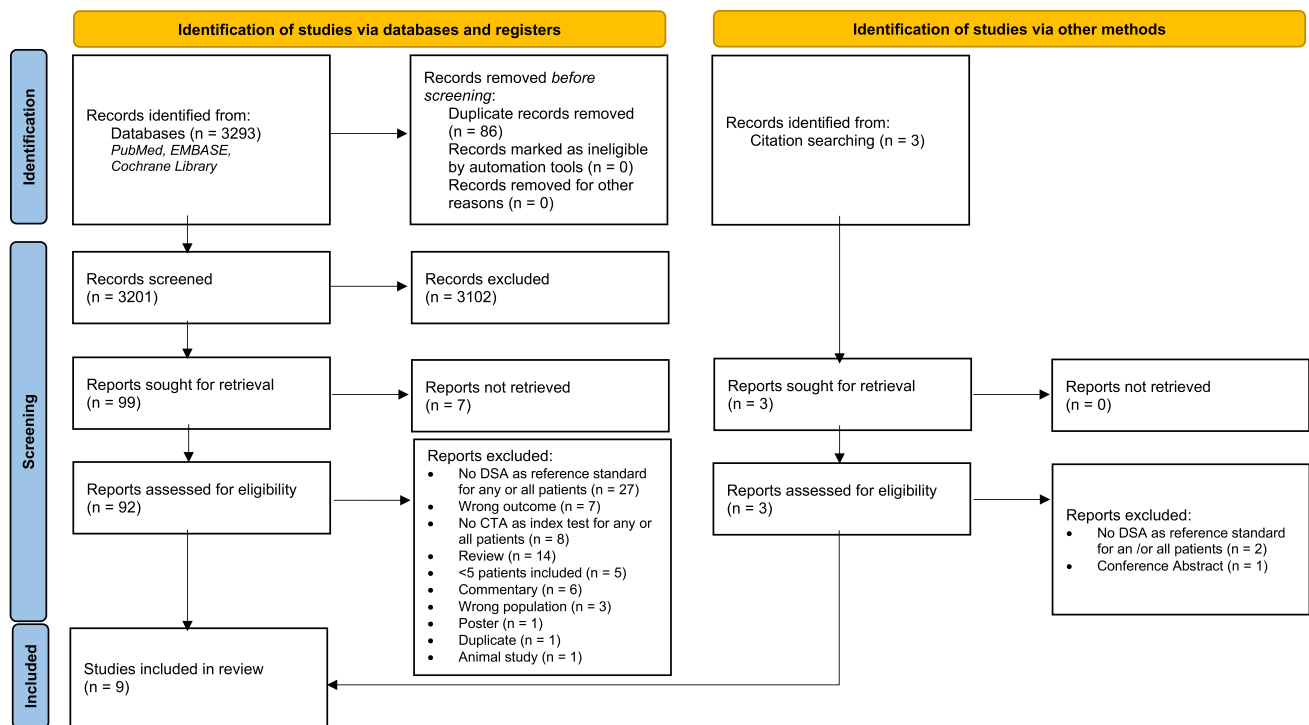 Identification of studies via databases and registers
Identification of studies via other methods
Identification
Records identified from:
Databases (n = 3293)
PubMed, EMBASE,
Cochrane Library
Records removed before
screening:
Duplicate records removed
(n = 86)
Records marked as ineligible
by automation tools (n = 0)
Records removed for other
reasons (n = 0)
Records identified from:
Citation searching (n = 3)
Screening
Records screened
(n = 3201)
Records excluded
(n = 3102)
Reports sought for retrieval
(n = 99)
Reports not retrieved
(n = 7)
Reports sought for retrieval
(n = 3)
Reports not retrieved
(n = 0)
Reports assessed for eligibility
(n = 92)
Reports excluded:
• No DSA as reference standard
for any or all patients (n = 27)
• Wrong outcome (n = 7)
• No CTA as index test for any or
all patients (n = 8)
• Review (n = 14)
• <5 patients included (n = 5)
• Commentary (n = 6)
• Wrong population (n = 3)
• Poster (n = 1)
• Duplicate (n = 1)
• Animal study (n = 1)
Reports assessed for eligibility
(n = 3)
Reports excluded:
• No DSA as reference standard
for an /or all patients (n = 2)
• Conference Abstract (n = 1)
Included
Studies included in review
(n = 9)